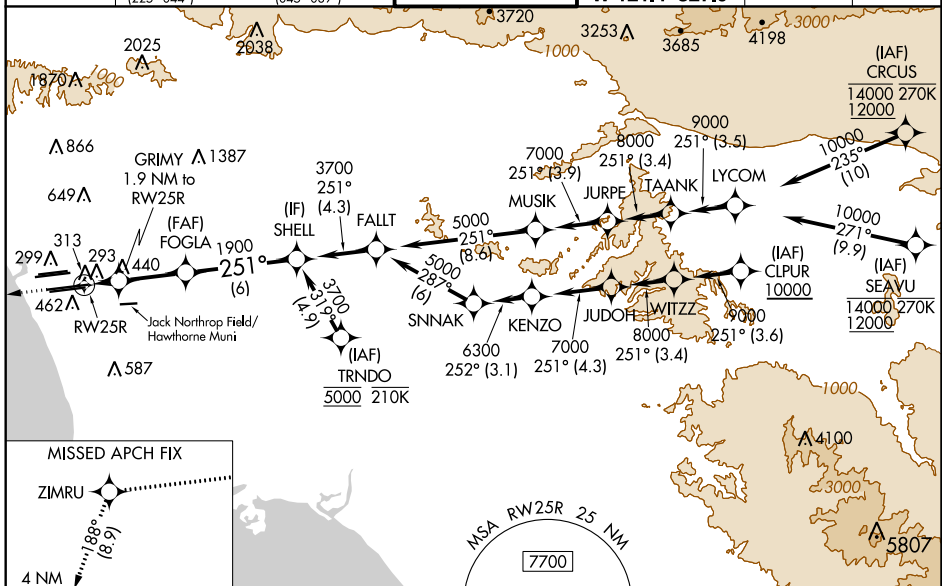 3720
2025
2038
3253
3685
4198
3000
1000
1870
1000
(IAF)
CRCUS
14000 270K
12000
866
GRIMY
1.9 NM to
RW25R
1387
3700
251°
(4.3)
7000
251° (3.9)
8000
251° (3.4)
9000
251° (3.5)
10000
235°
(10)
LYCOM
TAANK
JURPE
MUSIK
649
(FAF)
FOGLA
(IF)
SHELL
FALLT
5000
251°
(8.6)
10000
271°
(9.9)
1900
251°
(6)
299
313
293
440
462
RW25R
Jack Northrop Field/
Hawthorne Muni
5000
287°
(6)
(IAF)
CLPUR
10000
(IAF)
SEAVU
14000 270K
12000
3700
319°
(4.9)
SNNAK
KENZO
JUDOH
WITZZ
9000
251° (3.6)
8000
251° (3.4)
7000
251° (4.3)
6300
252° (3.1)
(IAF)
TRNDO
5000 210K
587
1000
4100
3000
5807
MISSED APCH FIX
ZIMRU
188°
(8.9)
4 NM
MSA RW25R 25 NM
7700